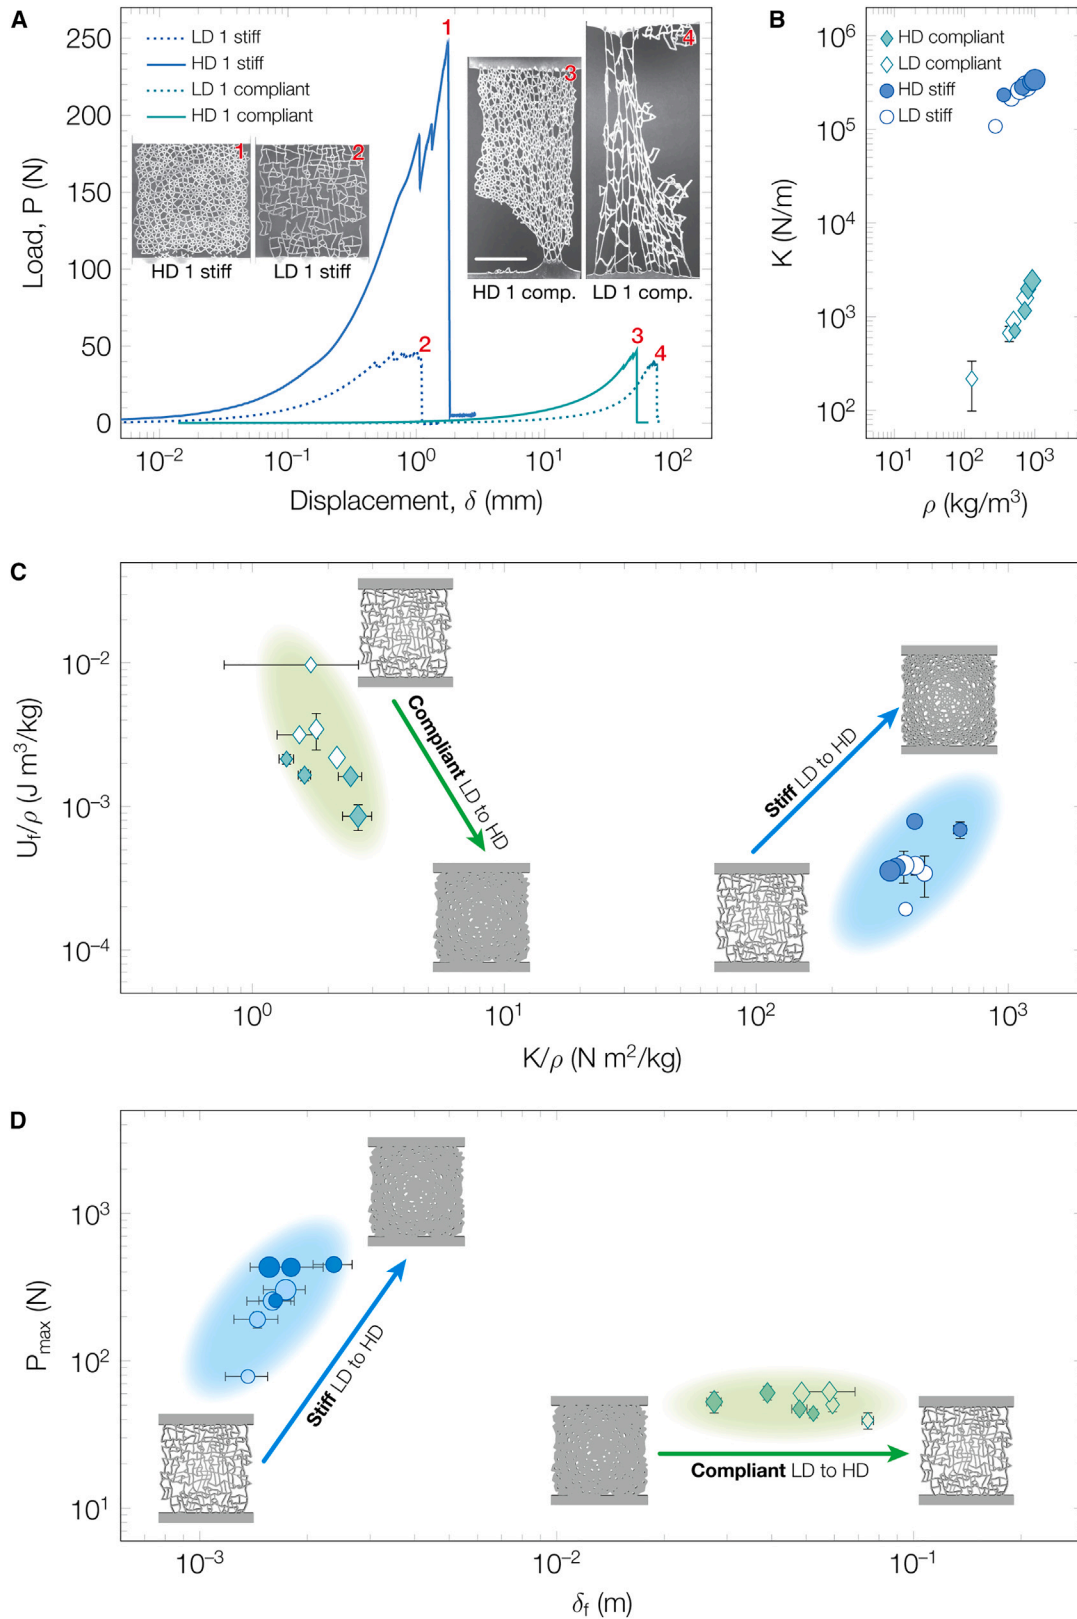 A
250
200
150
100
50
0
Load, P (N)
LD 1 stiff
HD 1 stiff
LD 1 compliant
HD 1 compliant
1
2
3
4
1
2
3
4
HD 1 stiff
LD 1 stiff
HD 1 comp.
LD 1 comp.
10⁻²
10⁻¹
10⁰
10¹
10²
Displacement, δ (mm)
B
10⁶
10⁵
10⁴
10³
10²
K (N/m)
HD compliant
LD compliant
HD stiff
LD stiff
10¹
10²
10³
ρ (kg/m³)
C
10⁻²
10⁻³
10⁻⁴
U_f/ρ (J m³/kg)
Compliant LD to HD
Stiff LD to HD
10⁰
10¹
10²
10³
K/ρ (N m²/kg)
D
10³
10²
10¹
P_max (N)
Stiff LD to HD
Compliant LD to HD
10⁻³
10⁻²
10⁻¹
δ_f (m)